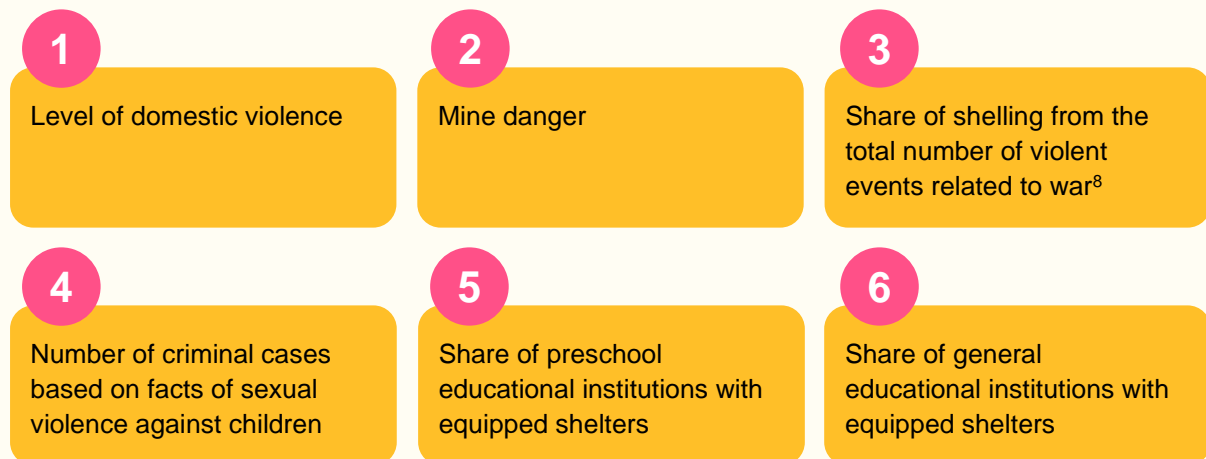 1
Level of domestic violence
2
Mine danger
3
Share of shelling from the
total number of violent
events related to war⁸
4
Number of criminal cases
based on facts of sexual
violence against children
5
Share of preschool
educational institutions with
equipped shelters
6
Share of general
educational institutions with
equipped shelters